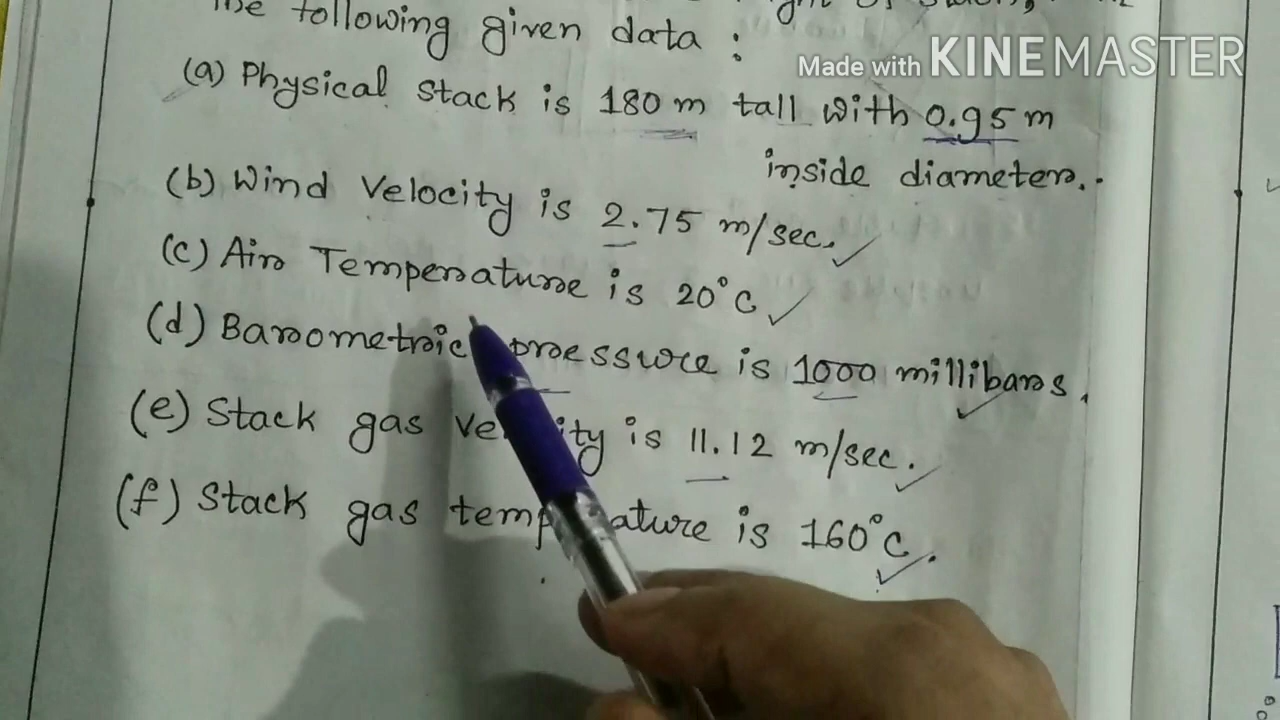 the following given data :
Made with KINEMASTER
(a) Physical stack is 180 m tall with 0.95 m
inside diameter.
(b) Wind Velocity is 2.75 m/sec.
(c) Air Temperature is 20°C
(d) Barometric pressure is 1000 millibars.
(e) Stack gas velocity is 11.12 m/sec.
(f) Stack gas temperature is 160°C.